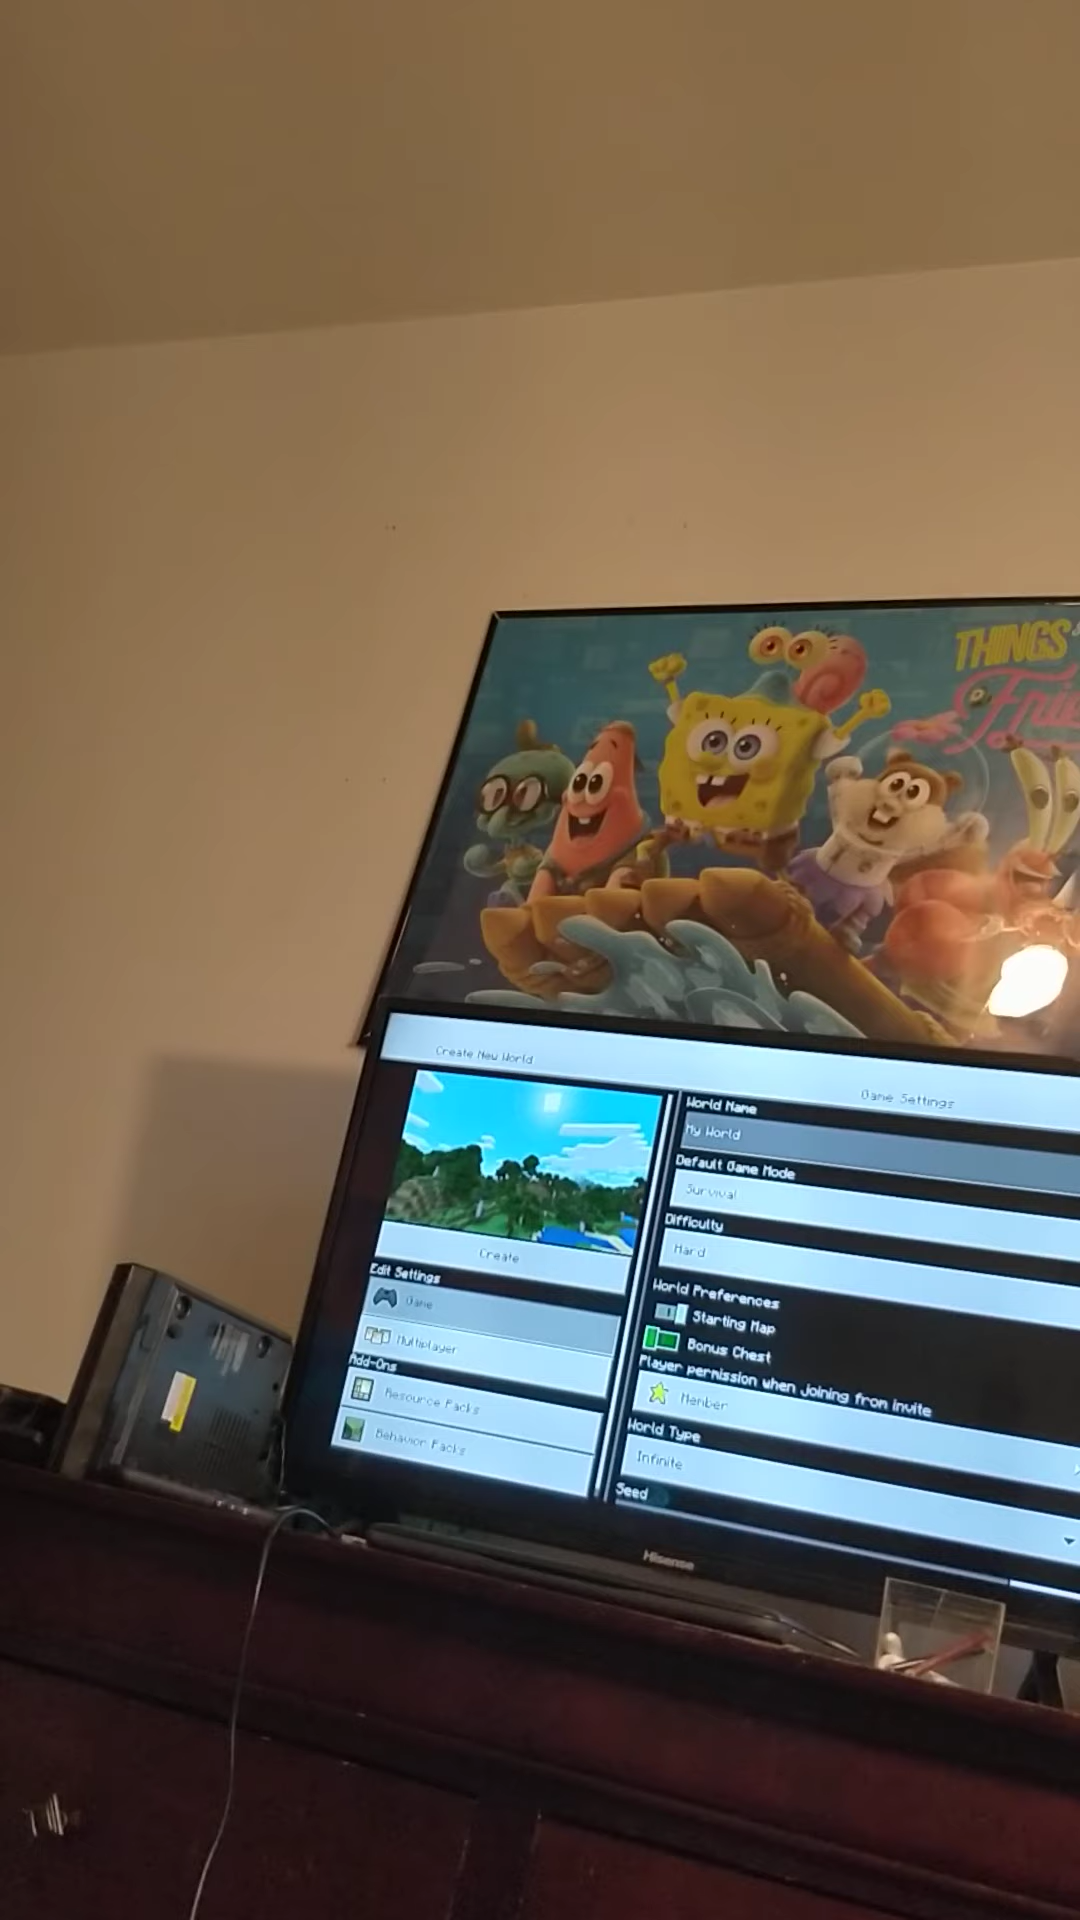 THINGS
Create New World
Game Settings
World Name
My World
Default Game Mode
Survival
Difficulty
Hard
Create
Edit Settings
Game
Multiplayer
Add-Ons
Resource Packs
Behavior Packs
World Preferences
Starting Map
Bonus Chest
Player permission when joining from invite
Member
World Type
Infinite
Seed
Hisense